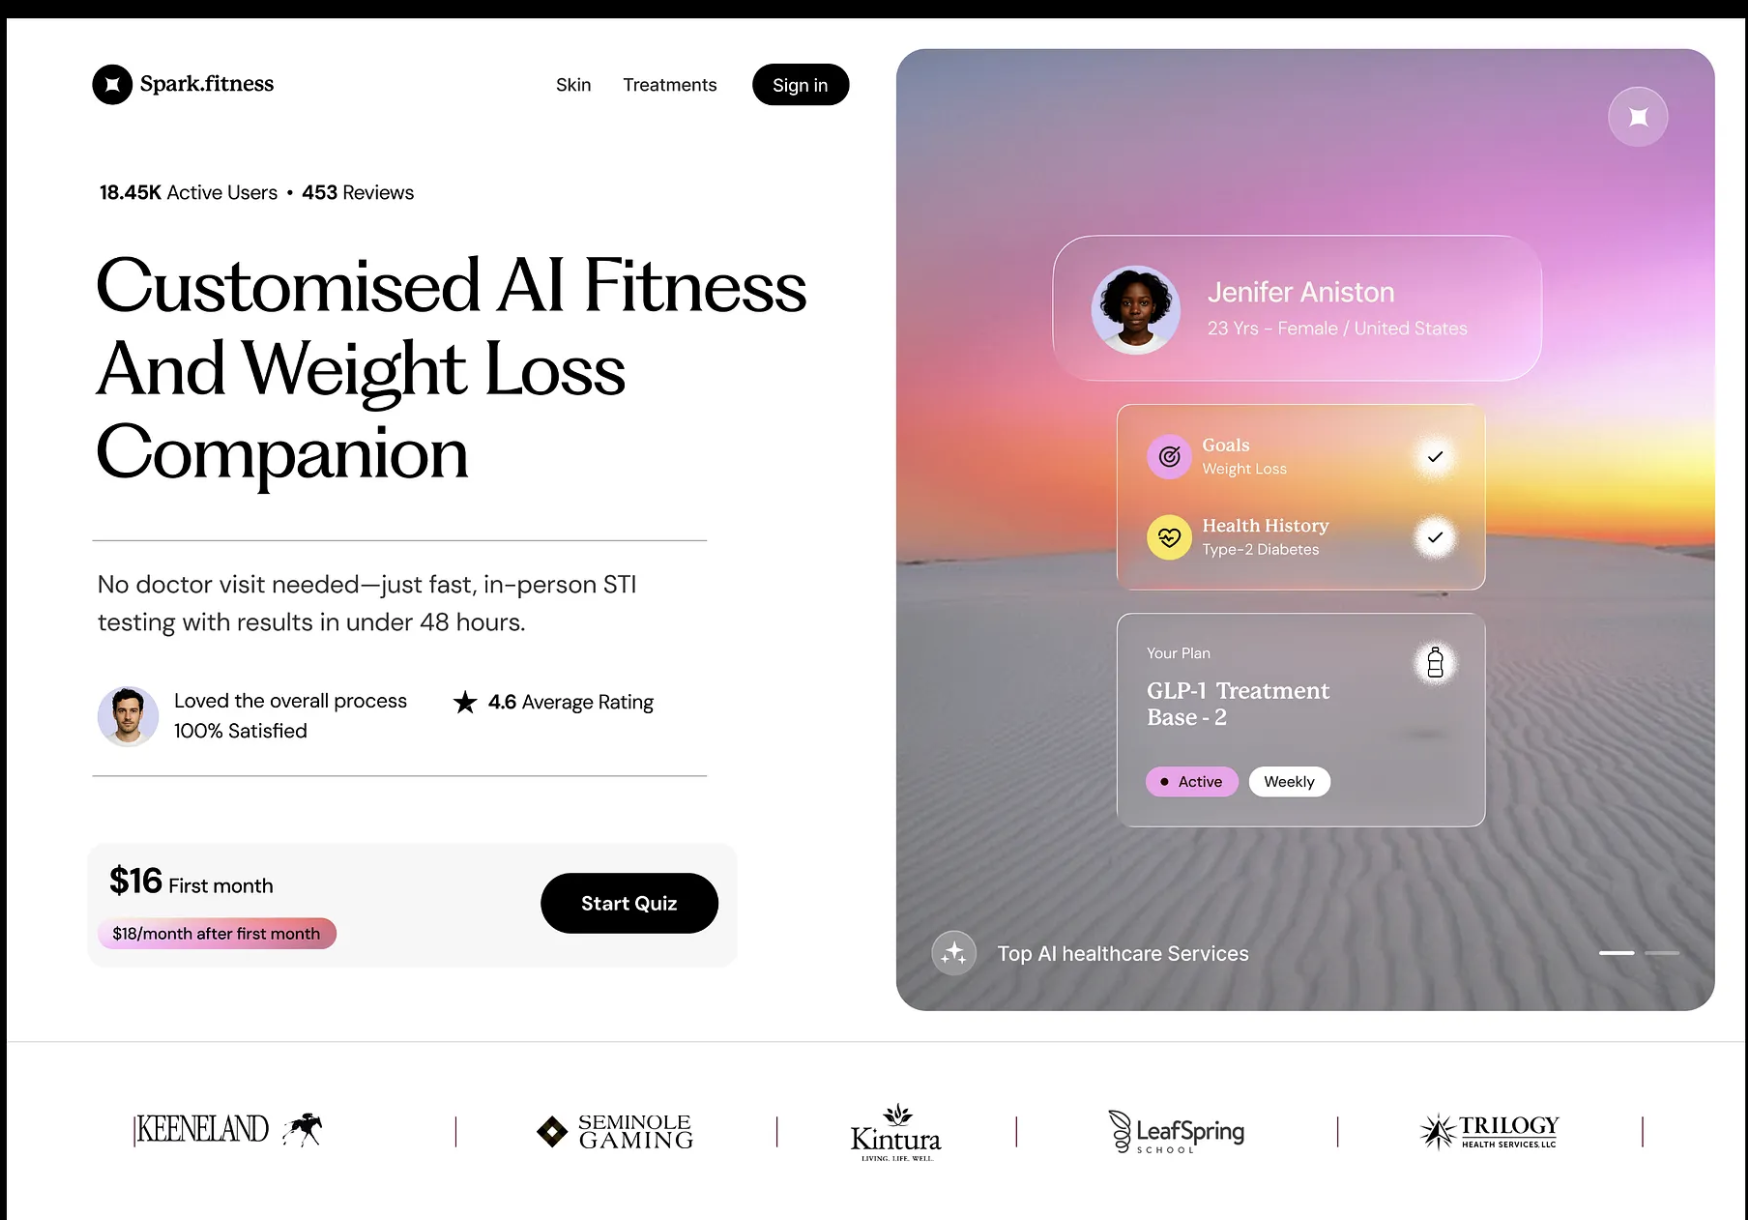 Spark.fitness
Skin
Treatments
Sign in
18.45K Active Users • 453 Reviews
Customised AI Fitness
And Weight Loss
Companion
No doctor visit needed—just fast, in-person STI
testing with results in under 48 hours.
Loved the overall process
100% Satisfied
4.6 Average Rating
$16 First month
$18/month after first month
Start Quiz
Jenifer Aniston
23 Yrs - Female / United States
Goals
Weight Loss
Health History
Type-2 Diabetes
Your Plan
GLP-1 Treatment
Base - 2
Active
Weekly
Top AI healthcare Services
KEENELAND
SEMINOLE
GAMING
Kintura
LIVING. LIFE. WELL.
LeafSpring
SCHOOL
TRILOGY
HEALTH SERVICES, LLC